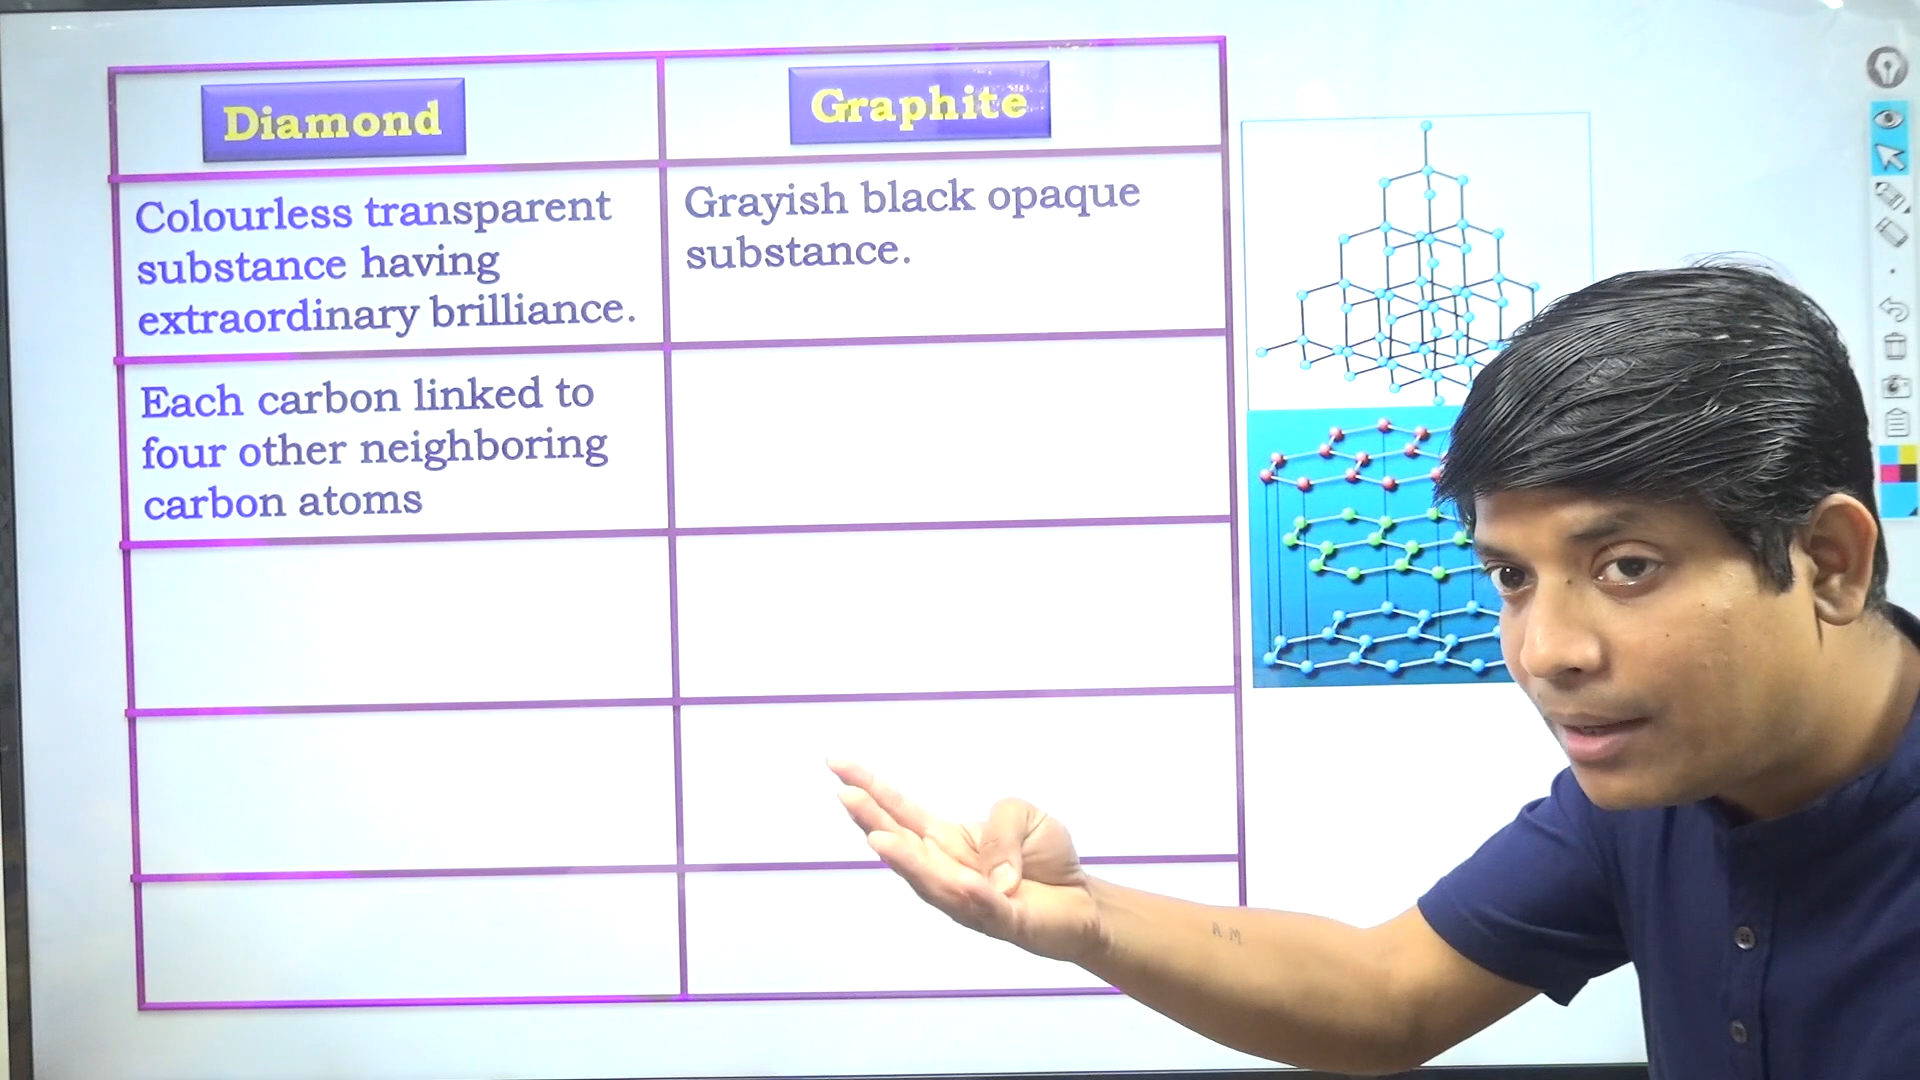 Diamond
Graphite
Colourless transparent
substance having
extraordinary brilliance.
Grayish black opaque
substance.
Each carbon linked to
four other neighboring
carbon atoms
A M